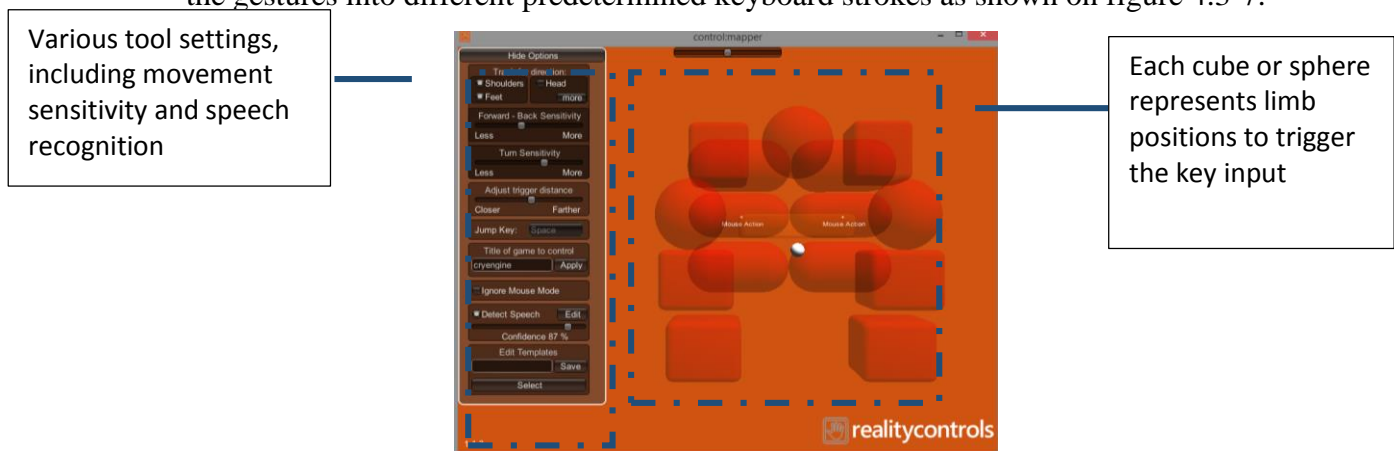 the gestures into different predetermined keyboard strokes as shown on figure 4.3-7.
Various tool settings,
including movement
sensitivity and speech
recognition
control:mapper
Hide Options
direction:
Shoulders Head
Feet more
Forward - Back Sensitivity
Less More
Turn Sensitivity
Less More
Adjust trigger distance
Closer Farther
Jump Key: Space
Title of game to control
cryengine Apply
Ignore Mouse Mode
Detect Speech Edit
Confidence 87 %
Edit Templates
Save
Select
Mouse Action Mouse Action
realitycontrols
Each cube or sphere
represents limb
positions to trigger
the key input